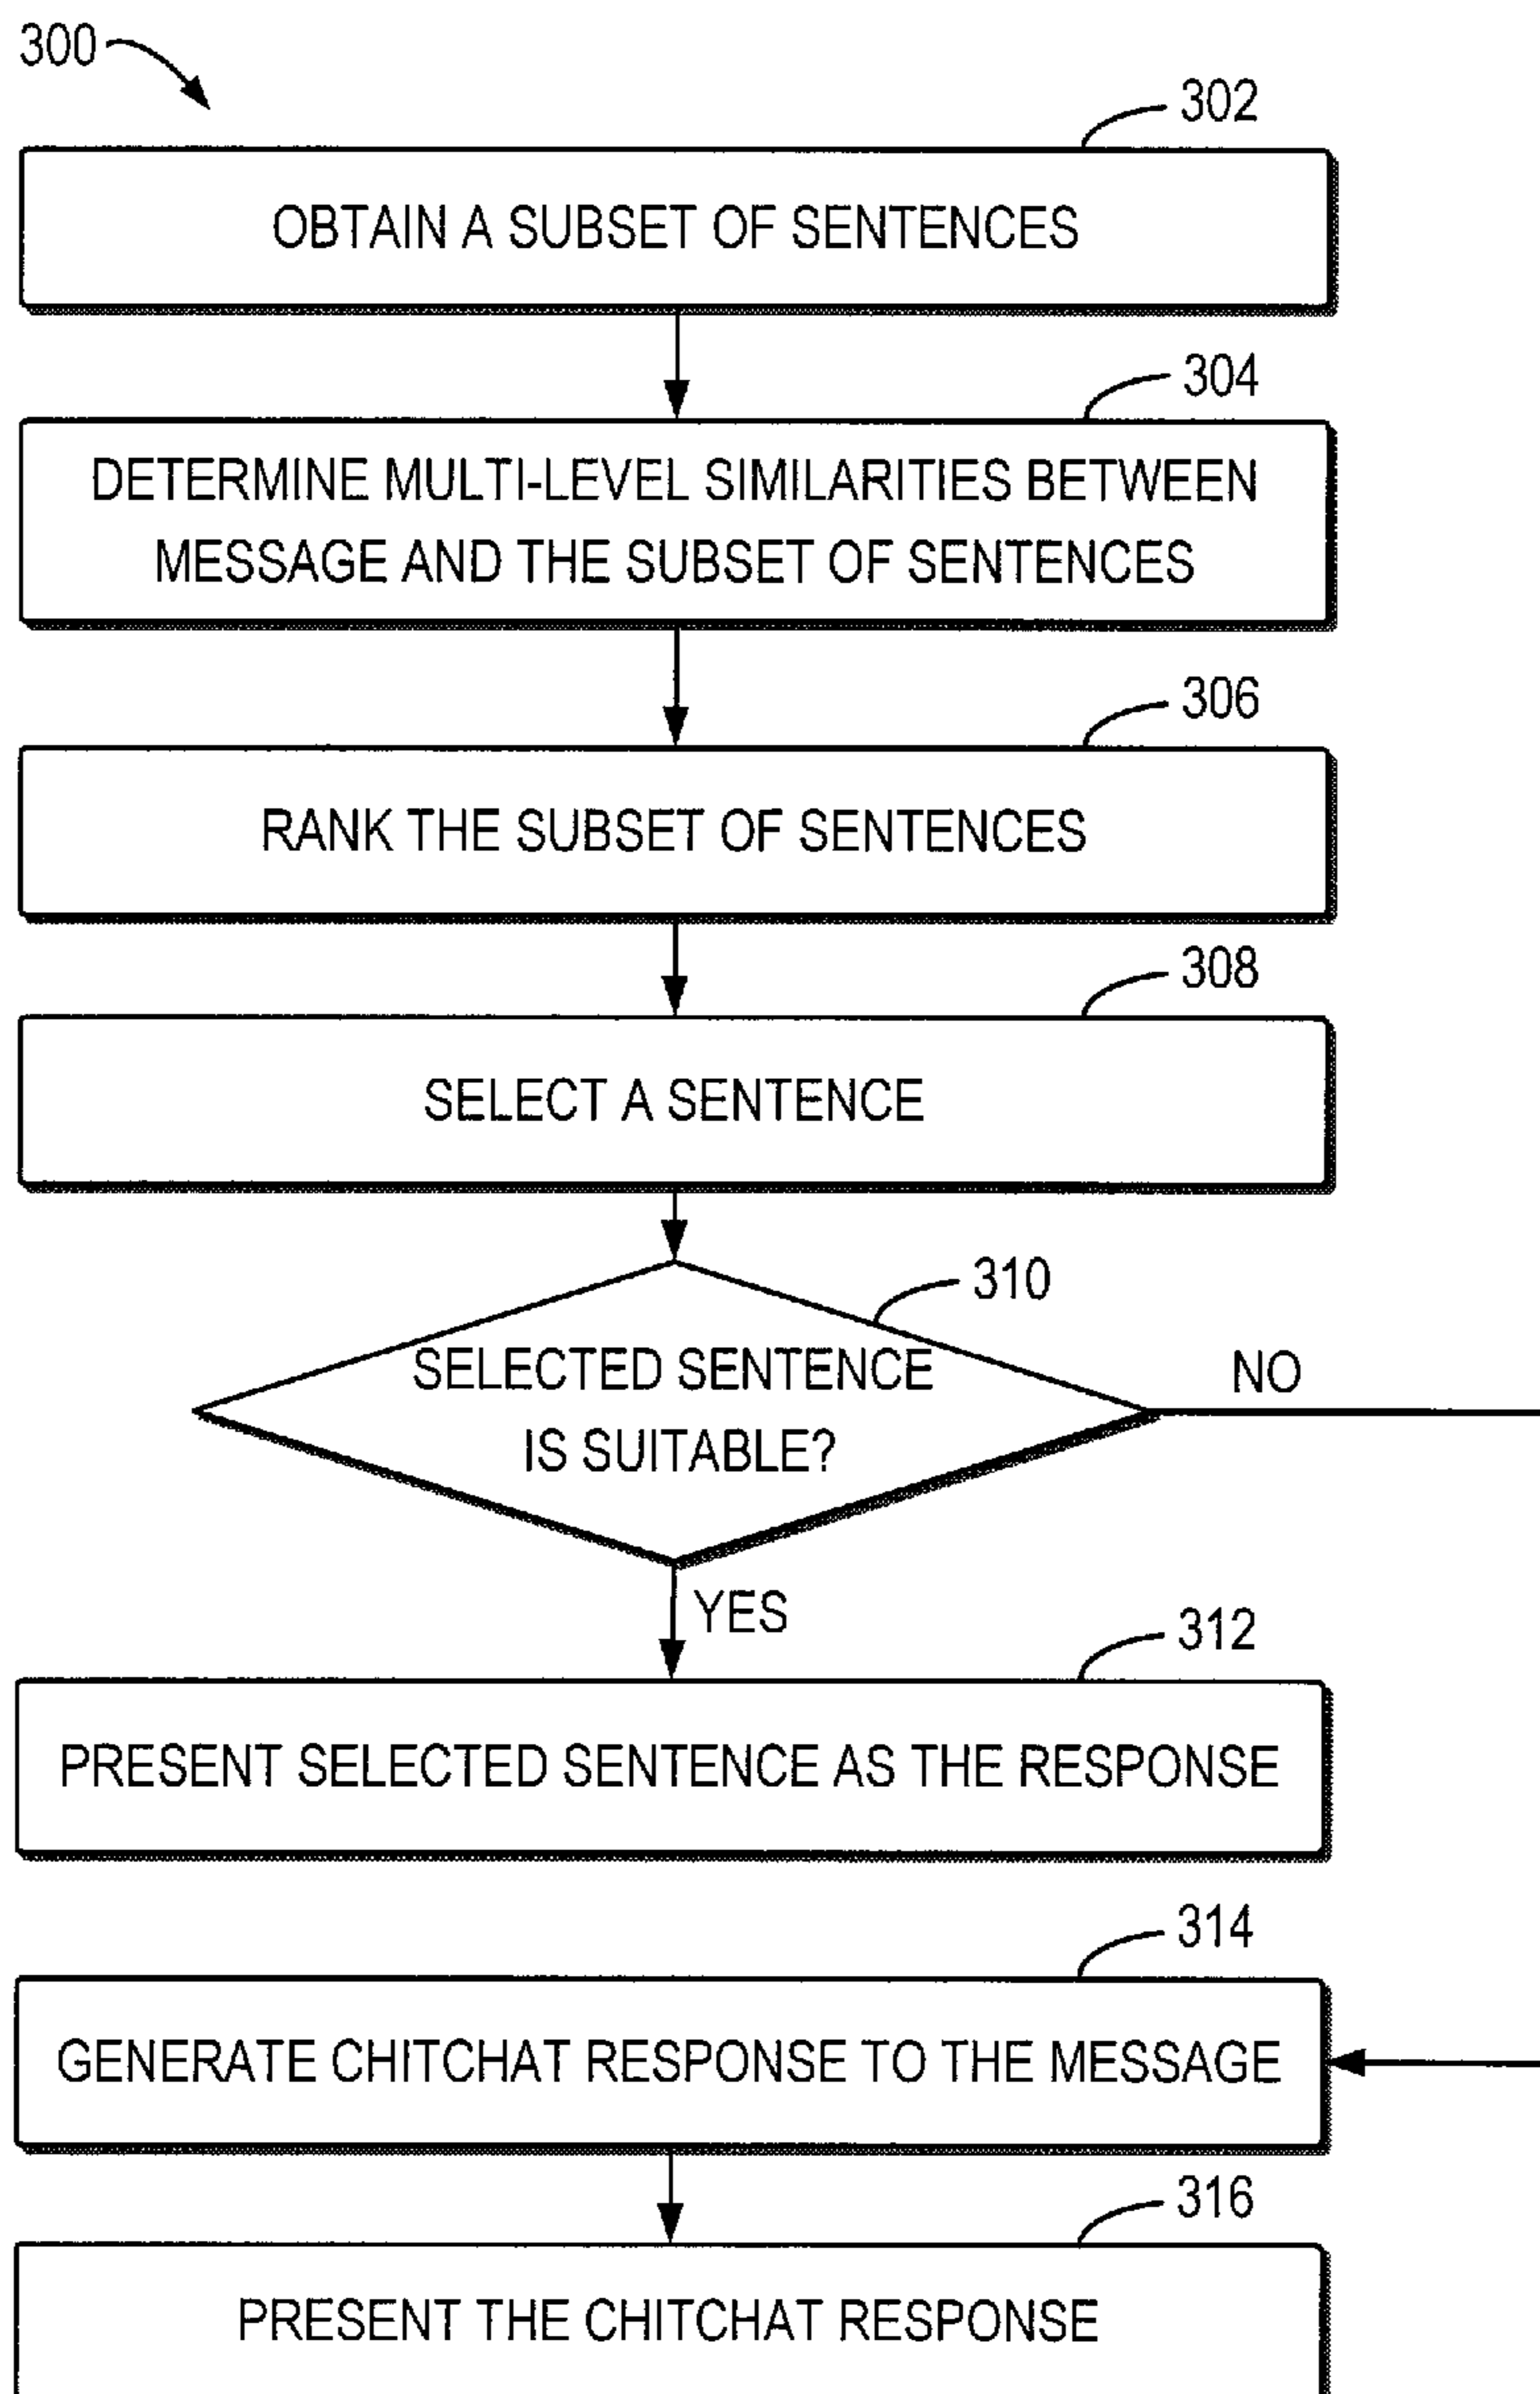 300
302
OBTAIN A SUBSET OF SENTENCES
304
DETERMINE MULTI-LEVEL SIMILARITIES BETWEEN
MESSAGE AND THE SUBSET OF SENTENCES
306
RANK THE SUBSET OF SENTENCES
308
SELECT A SENTENCE
310
SELECTED SENTENCE
IS SUITABLE?
NO
YES
312
PRESENT SELECTED SENTENCE AS THE RESPONSE
314
GENERATE CHITCHAT RESPONSE TO THE MESSAGE
316
PRESENT THE CHITCHAT RESPONSE